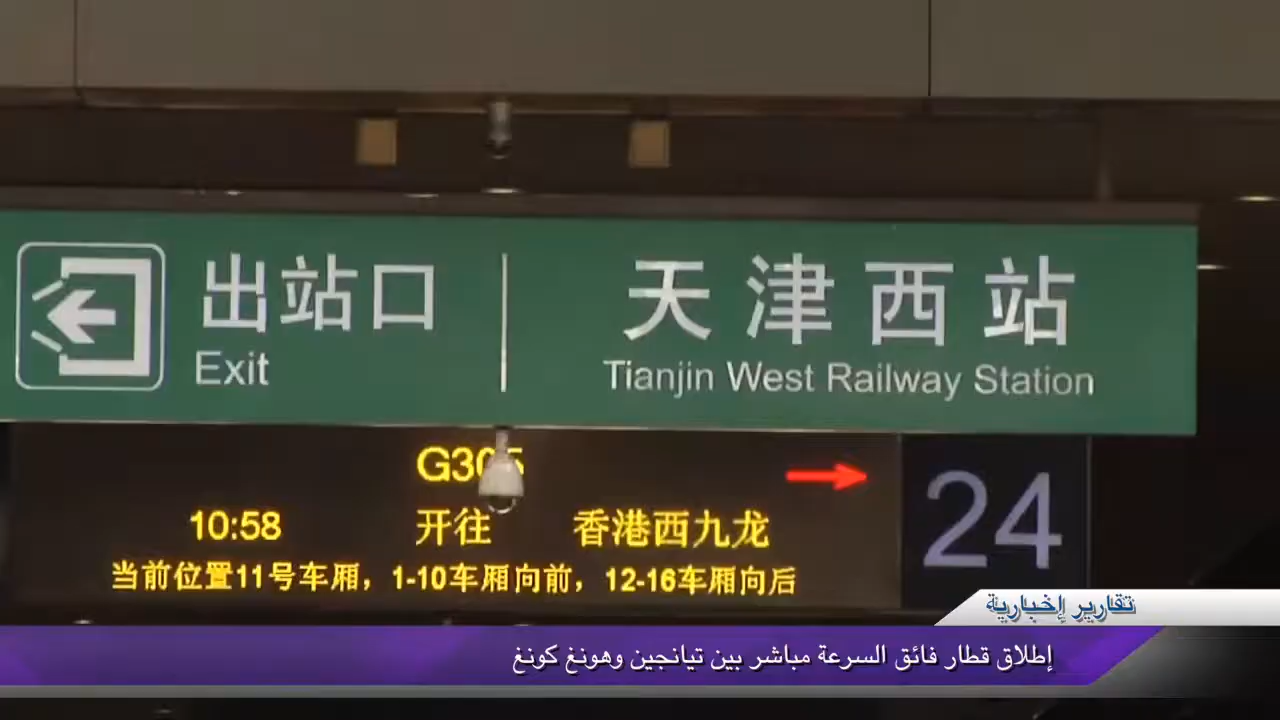 出站口
Exit
天津西站
Tianjin West Railway Station
G305
10:58 开往 香港西九龙
当前位置11号车厢，1-10车厢向前，12-16车厢向后
24
تقارير إخبارية
إطلاق قطار فائق السرعة مباشر بين تيانجين وهونغ كونغ